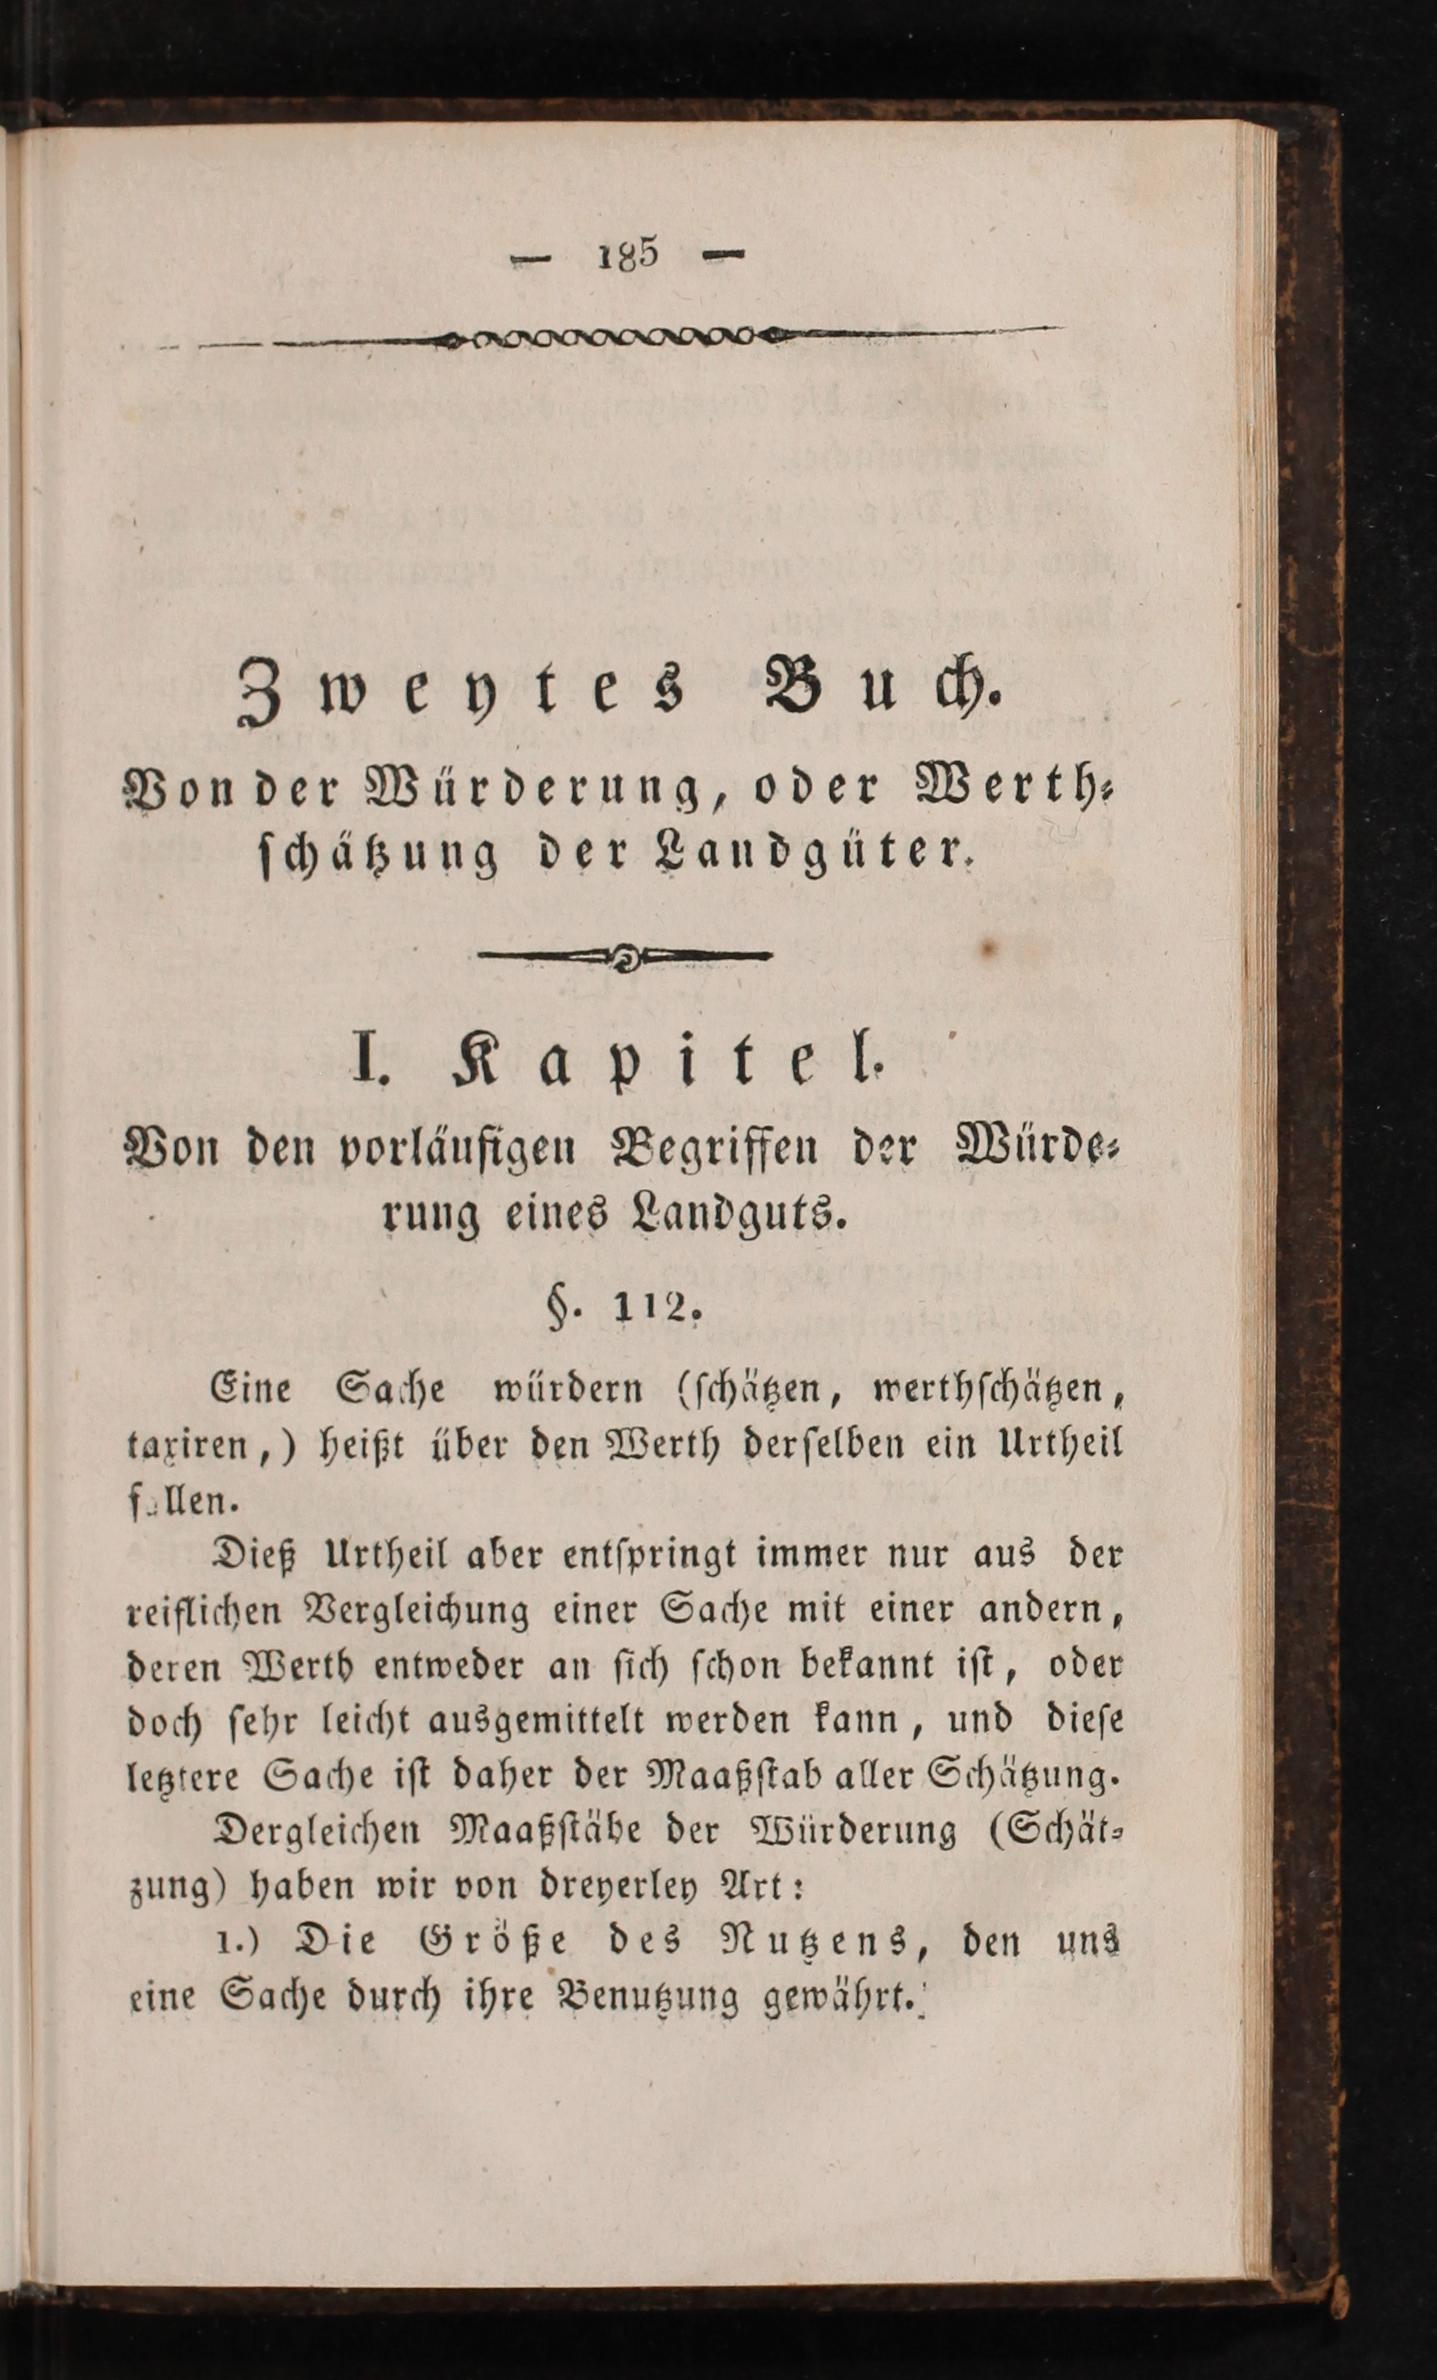 — 185 —
Zweytes Buch.
Von der Würderung, oder Werth⸗
ſchätzung der Landgüter.
I. Kapitel.
Von den vorläufigen Begriffen der Würde⸗
rung eines Landguts.
§. 112.
Eine Sache würdern (ſchätzen, werthſchätzen,
taxiren,) heißt über den Werth derſelben ein Urtheil
fällen.
Dieß Urtheil aber entſpringt immer nur aus der
reiflichen Vergleichung einer Sache mit einer andern,
deren Werth entweder an ſich ſchon bekannt iſt, oder
doch ſehr leicht ausgemittelt werden kann, und dieſe
letztere Sache iſt daher der Maaßſtab aller Schätzung.
Dergleichen Maaßſtäbe der Würderung (Schät⸗
zung) haben wir von dreyerley Art:
1.) Die Größe des Nutzens, den uns
eine Sache durch ihre Benutzung gewährt.